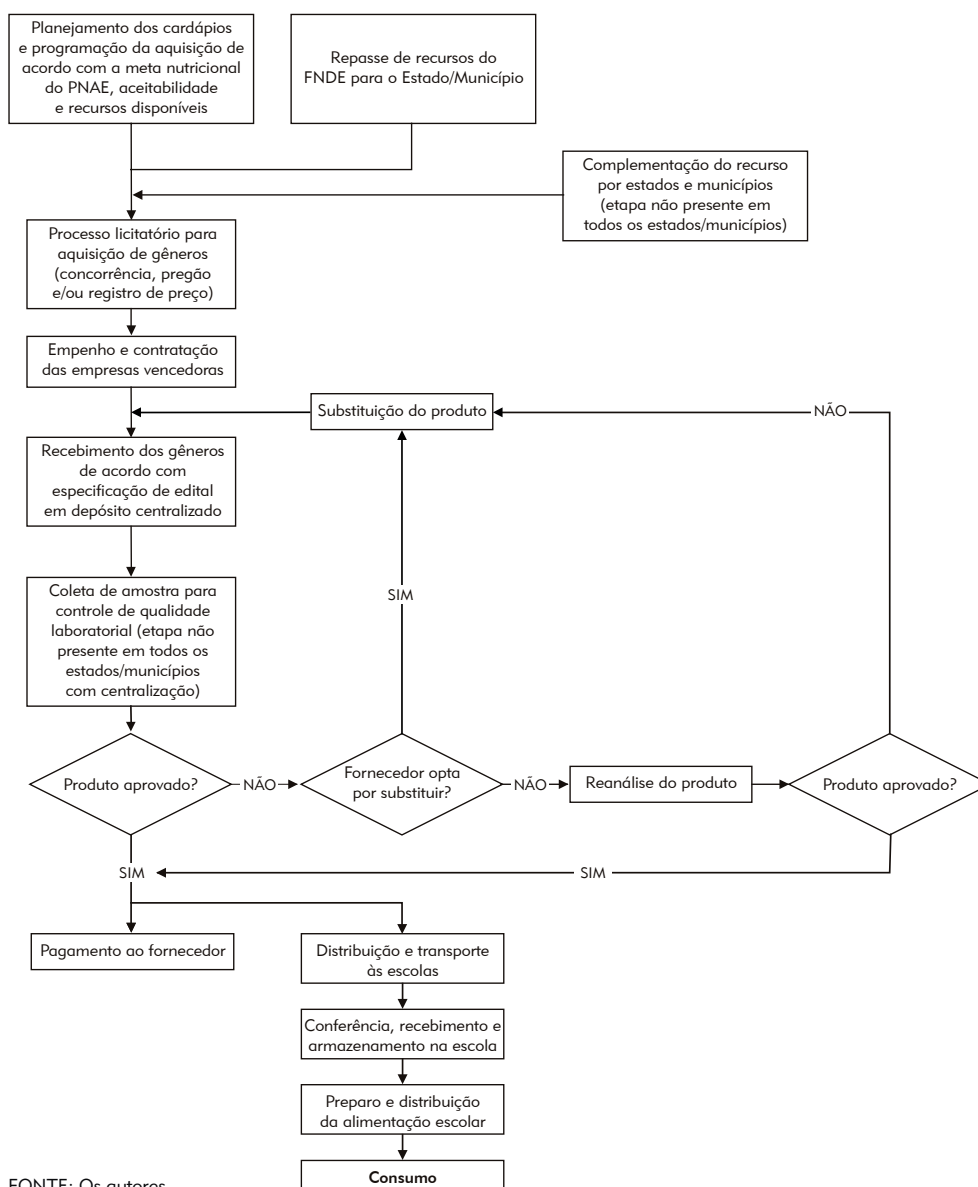 Planejamento dos cardápios
e programação da aquisição de
acordo com a meta nutricional
do PNAE, aceitabilidade
e recursos disponíveis
Repasse de recursos do
FNDE para o Estado/Município
Complementação do recurso
por estados e municípios
(etapa não presente em
todos os estados/municípios)
Processo licitatório para
aquisição de gêneros
(concorrência, pregão
e/ou registro de preço)
Empenho e contratação
das empresas vencedoras
Substituição do produto
NÃO
Recebimento dos gêneros
de acordo com
especificação de edital
em depósito centralizado
SIM
Coleta de amostra para
controle de qualidade
laboratorial (etapa não
presente em todos os
estados/municípios
com centralização)
Produto aprovado?
NÃO
Fornecedor opta
por substituir?
NÃO
Reanálise do produto
Produto aprovado?
SIM
SIM
Pagamento ao fornecedor
Distribuição e transporte
às escolas
Conferência, recebimento e
armazenamento na escola
Preparo e distribuição
da alimentação escolar
Consumo
FONTE: Os autores